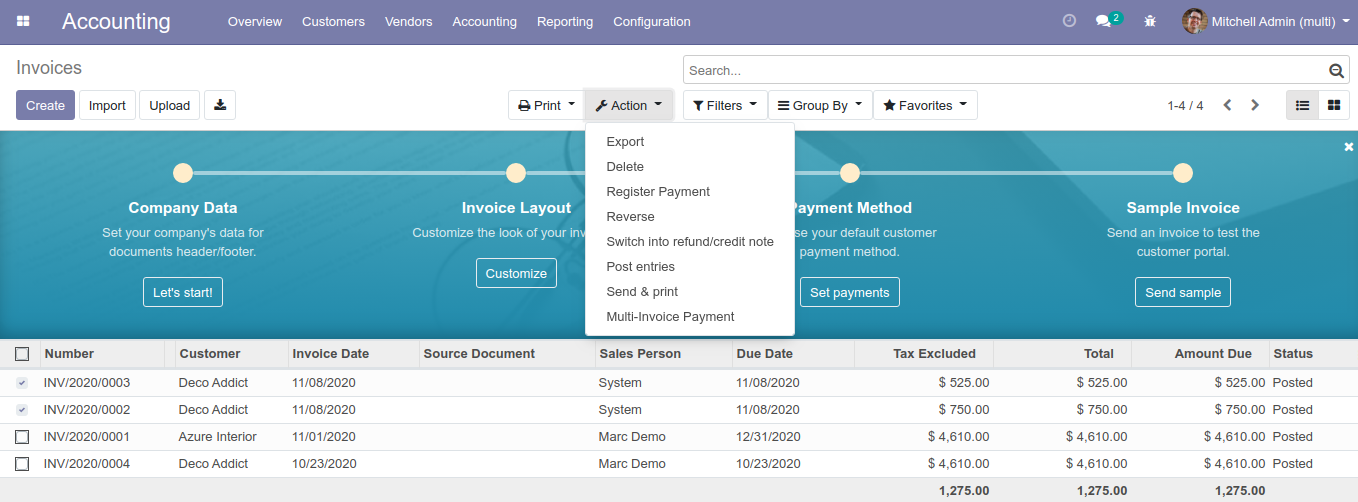 Accounting Overview Customers Vendors Accounting Reporting Configuration 2 Mitchell Admin (multi)
Invoices Search...
Create Import Upload Print Action Filters Group By Favorites 1-4 / 4
Export
Delete
Register Payment
Reverse
Switch into refund/credit note
Post entries
Send & print
Multi-Invoice Payment
Company Data
Set your company's data for
documents header/footer.
Let's start!
Invoice Layout
Customize the look of your inv
Customize
Payment Method
se your default customer
payment method.
Set payments
Sample Invoice
Send an invoice to test the
customer portal.
Send sample
Number Customer Invoice Date Source Document Sales Person Due Date Tax Excluded Total Amount Due Status
INV/2020/0003 Deco Addict 11/08/2020 System 11/08/2020 $ 525.00 $ 525.00 $ 525.00 Posted
INV/2020/0002 Deco Addict 11/08/2020 System 11/08/2020 $ 750.00 $ 750.00 $ 750.00 Posted
INV/2020/0001 Azure Interior 11/01/2020 Marc Demo 12/31/2020 $ 4,610.00 $ 4,610.00 $ 4,610.00 Posted
INV/2020/0004 Deco Addict 10/23/2020 Marc Demo 10/23/2020 $ 4,610.00 $ 4,610.00 $ 4,610.00 Posted
1,275.00 1,275.00 1,275.00